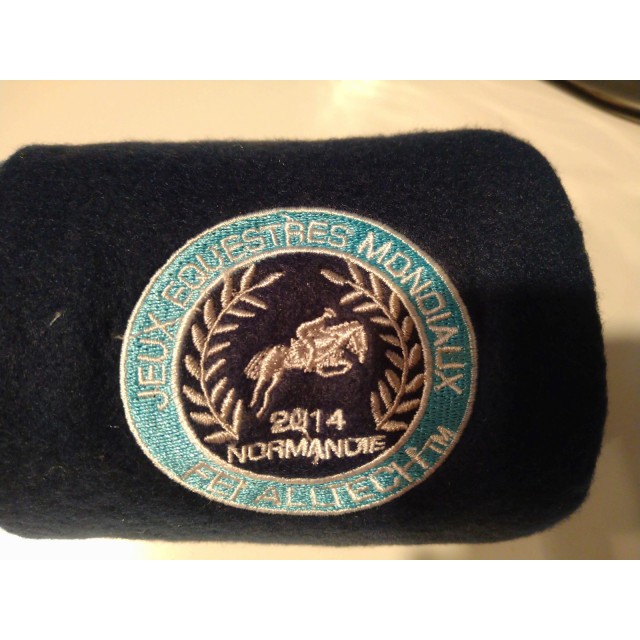 JEUX EQUESTRES MONDIAUX
2014
NORMANDIE
FEI ALLTECH™